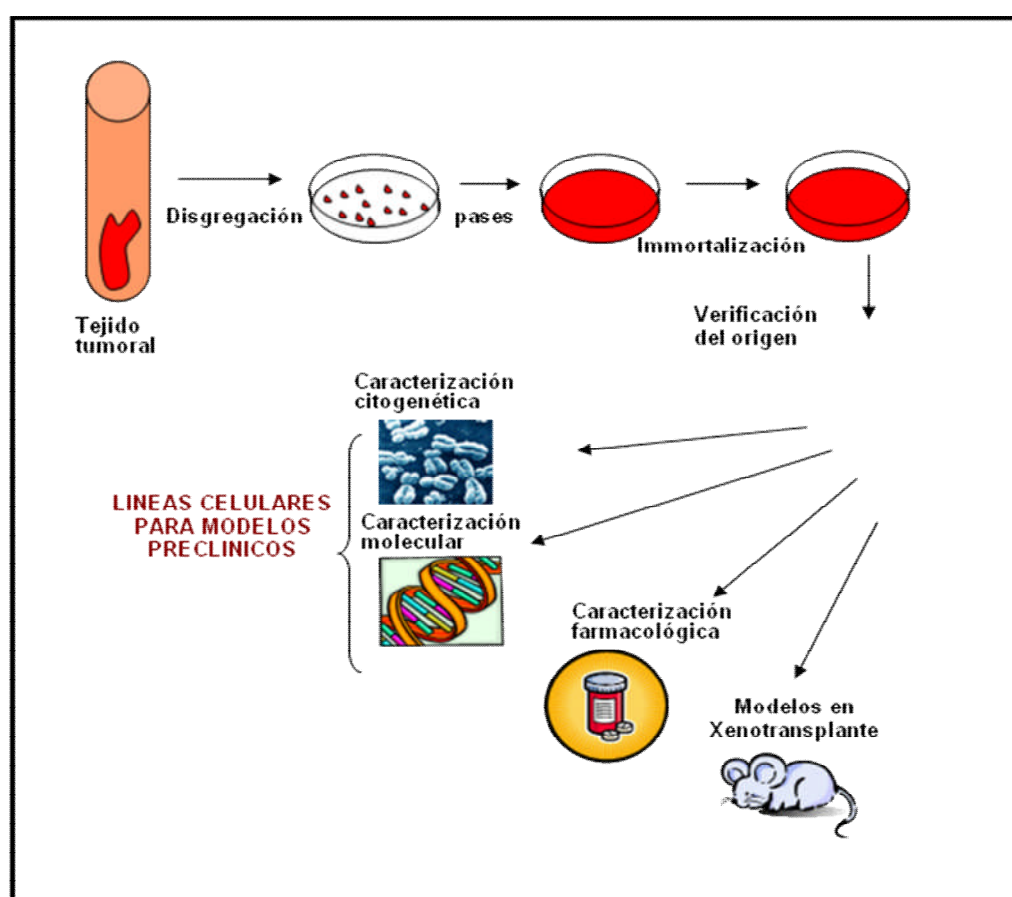 Disgregación
pases
Immortalización
Tejido
tumoral
Verificación
del origen
Caracterización
citogenética
LINEAS CELULARES
PARA MODELOS
PRECLINICOS
Caracterización
molecular
Caracterización
farmacológica
Modelos en
Xenotransplante